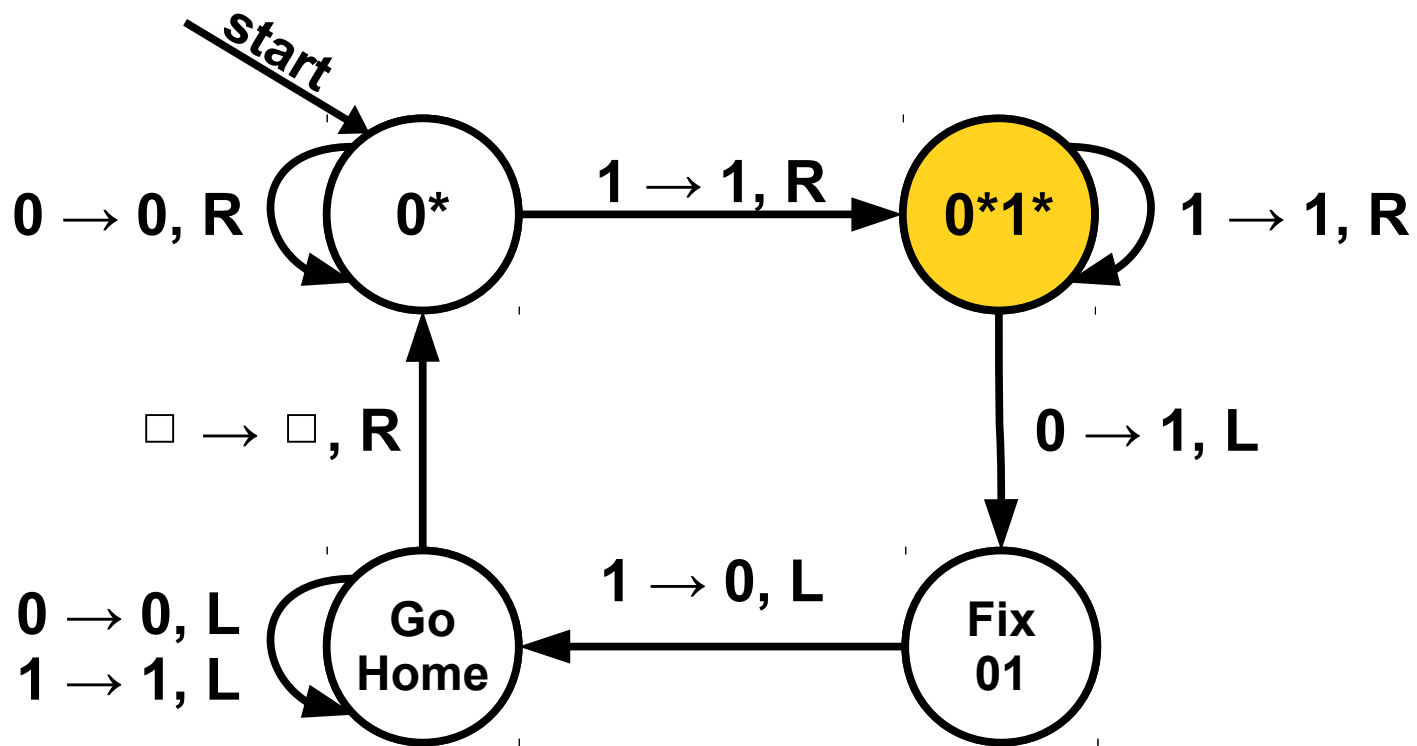 start
0 → 0, R
0*
1 → 1, R
0*1*
1 → 1, R
□ → □, R
0 → 1, L
0 → 0, L
1 → 1, L
Go
Home
1 → 0, L
Fix
01